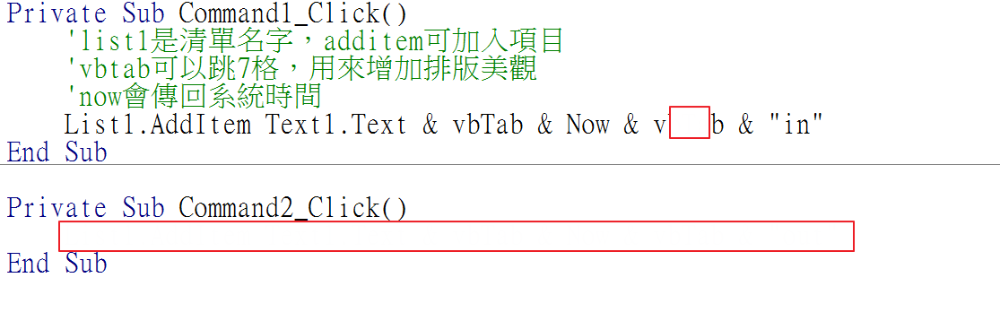 Private Sub Command1_Click()
'list1是清單名字，additem可加入項目
'vbtab可以跳7格，用來增加排版美觀
'now會傳回系統時間
List1.AddItem Text1.Text & vbTab & Now & v b & "in"
End Sub
Private Sub Command2_Click()
End Sub